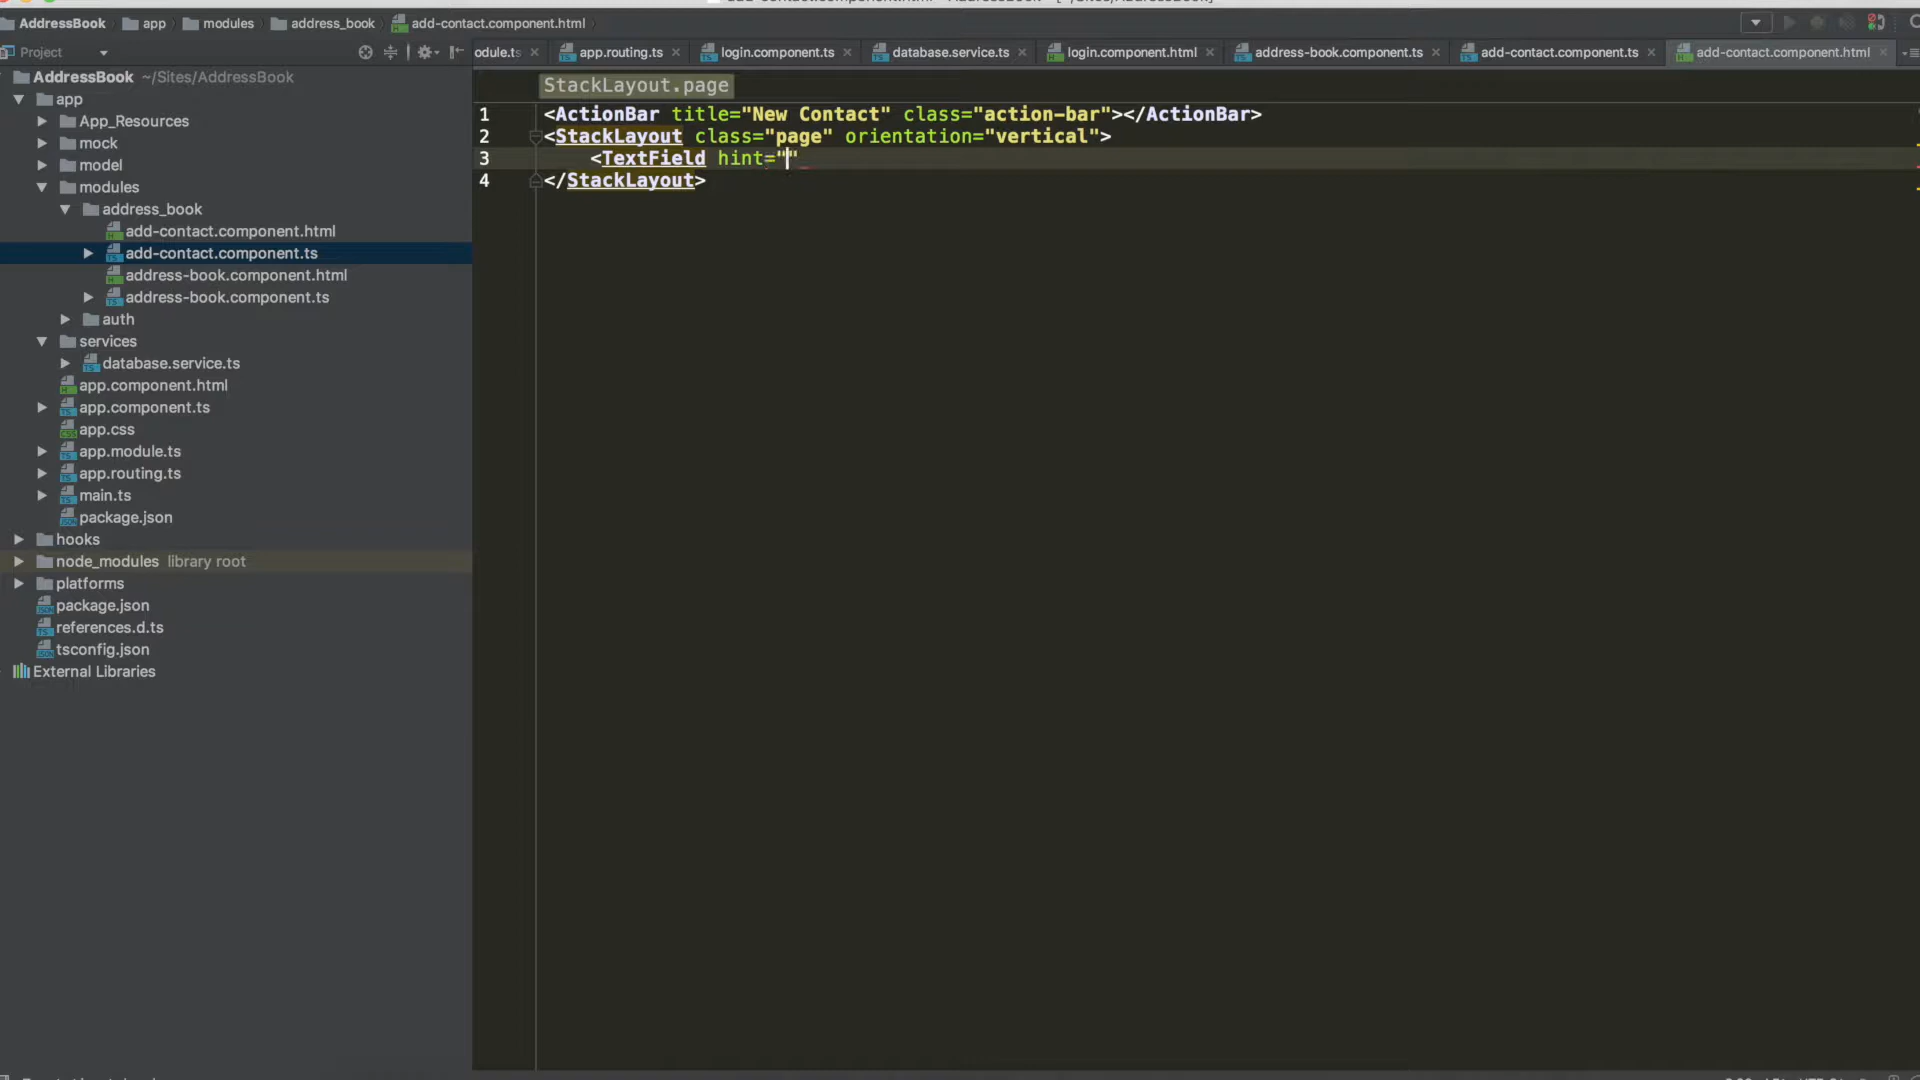 AddressBook app modules address_book add-contact.component.html
Project
odule.ts app.routing.ts login.component.ts database.service.ts login.component.html address-book.component.ts add-contact.component.ts add-contact.component.html
AddressBook ~/Sites/AddressBook
app
App_Resources
mock
model
modules
address_book
add-contact.component.html
add-contact.component.ts
address-book.component.html
address-book.component.ts
auth
services
database.service.ts
app.component.html
app.component.ts
app.css
app.module.ts
app.routing.ts
main.ts
package.json
hooks
node_modules library root
platforms
package.json
references.d.ts
tsconfig.json
External Libraries
StackLayout.page
1 <ActionBar title="New Contact" class="action-bar"></ActionBar>
2 <StackLayout class="page" orientation="vertical">
3 <TextField hint=""
4 </StackLayout>